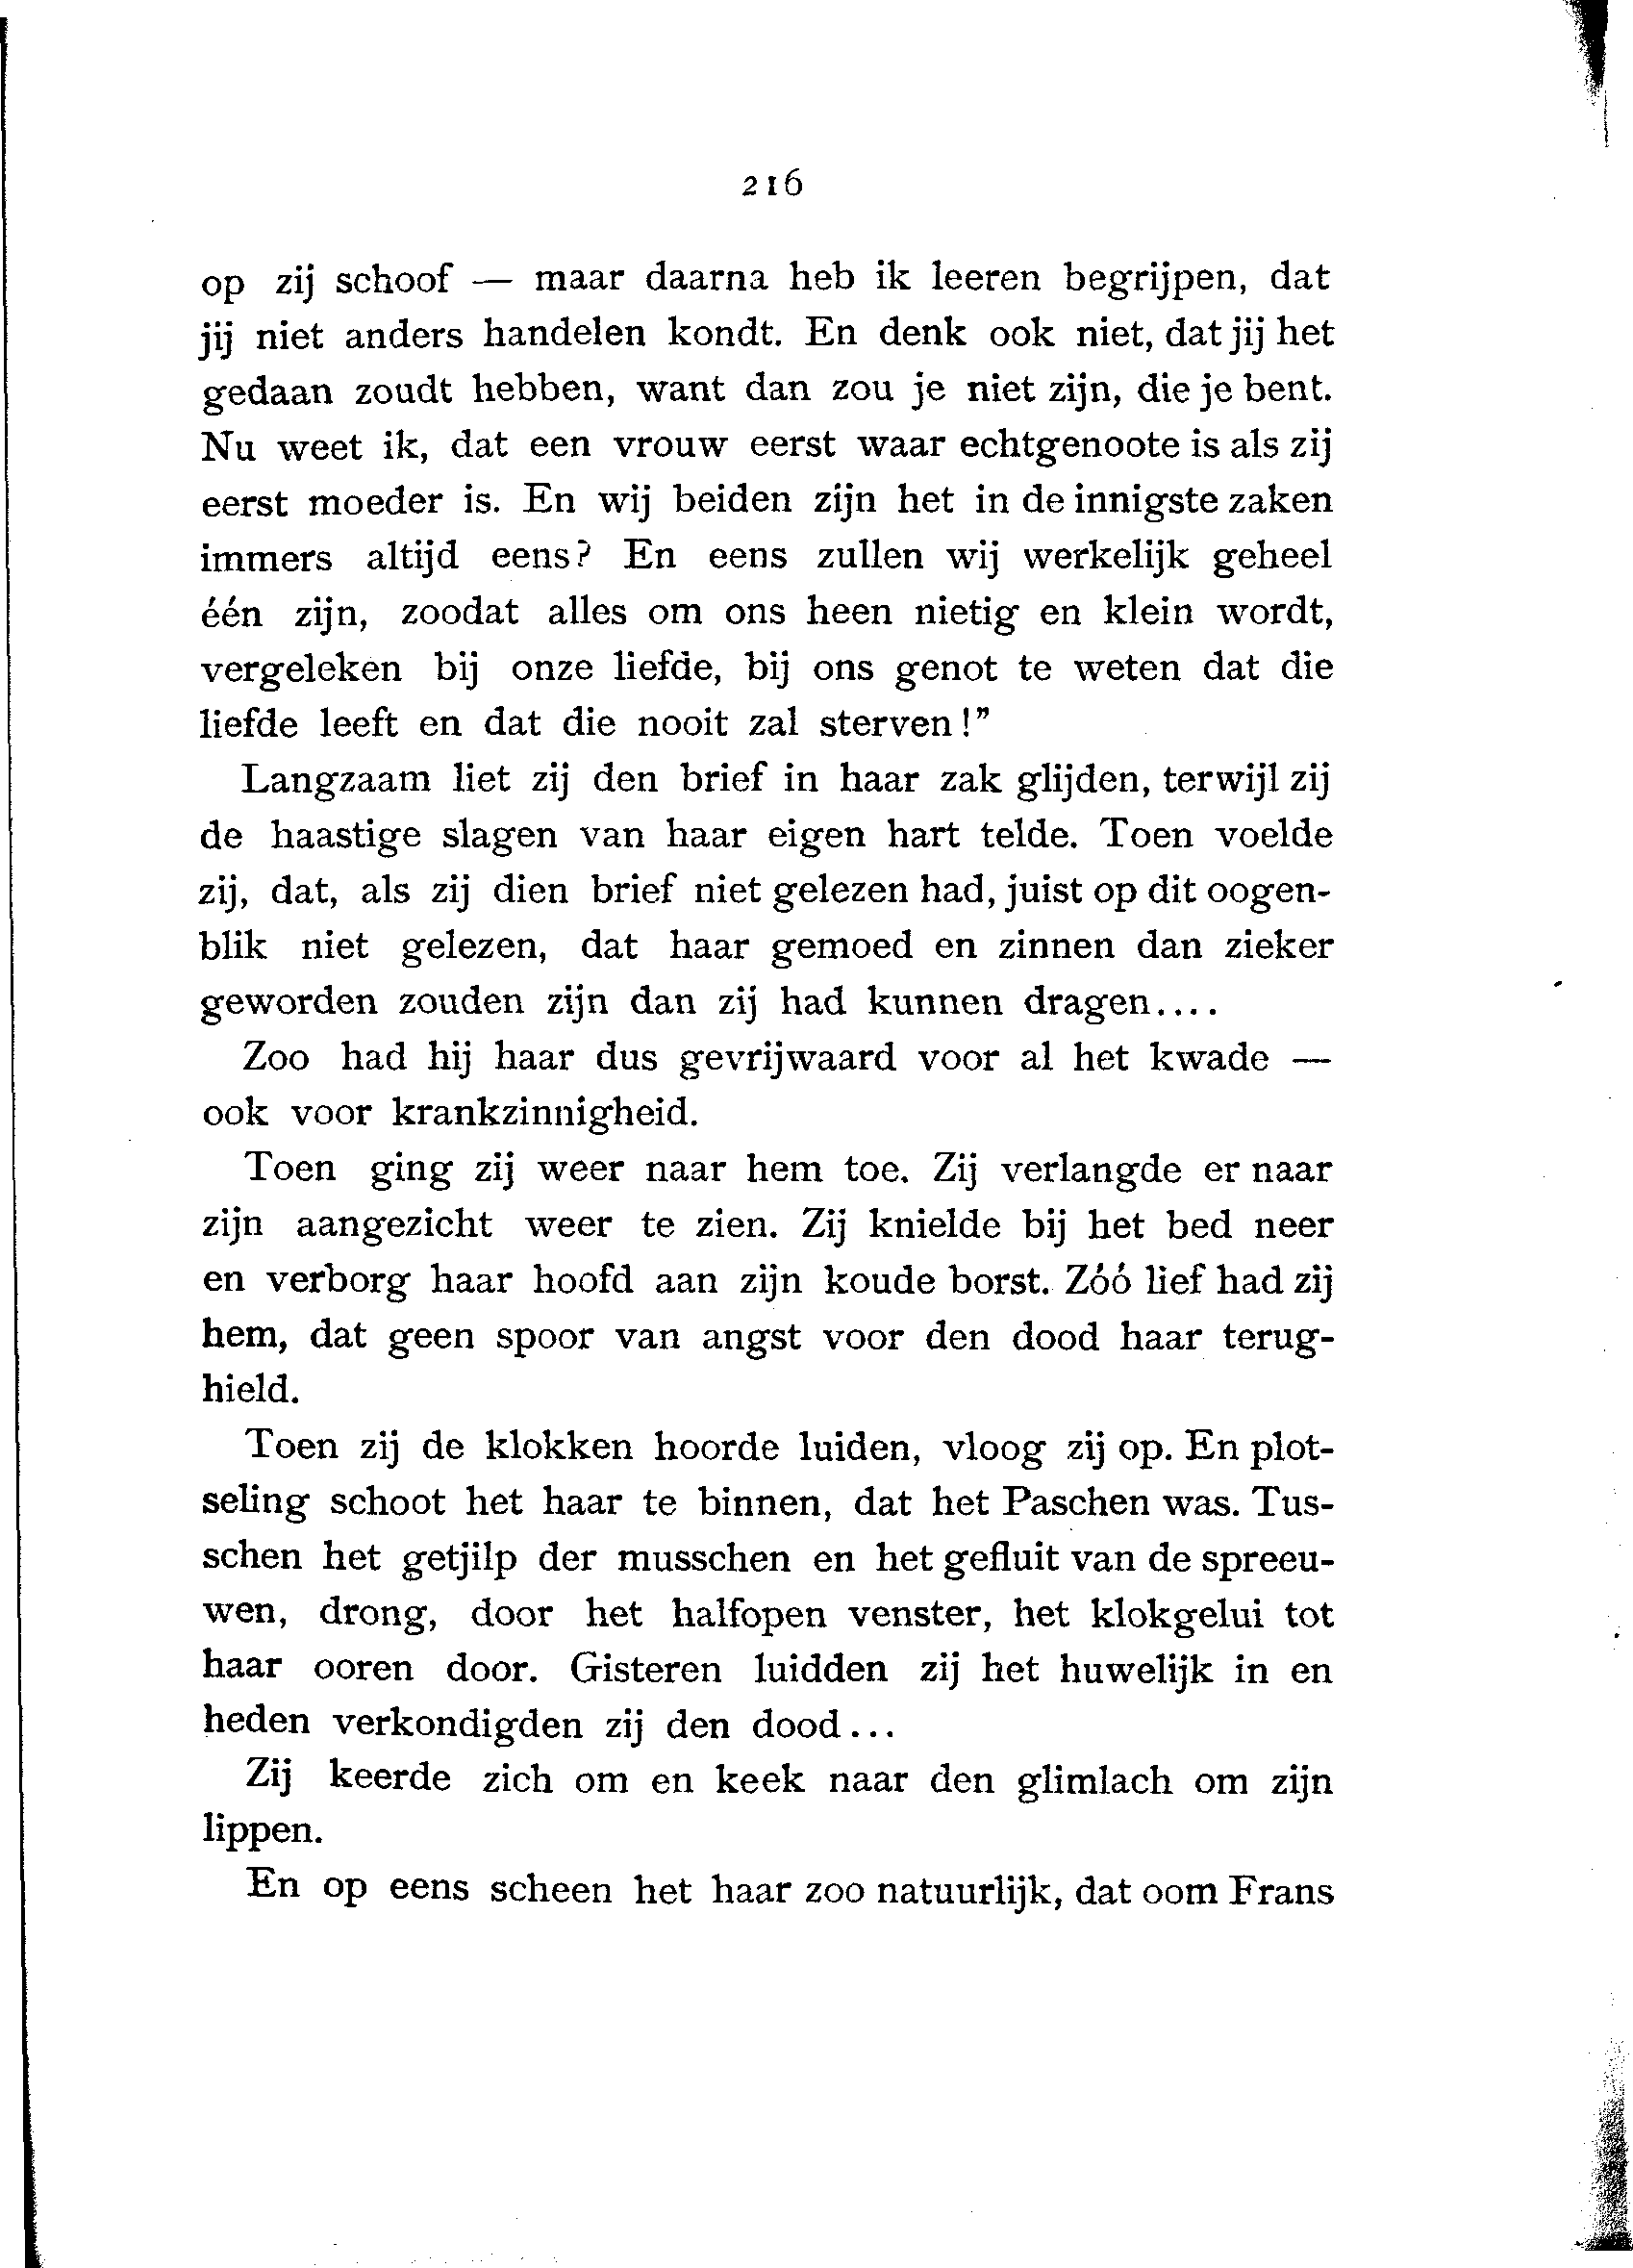 216
op zij schoof — maar daarna heb ik leeren begrijpen, dat
jij niet anders handelen kondt. En denk ook niet, dat jij het
gedaan zoudt hebben, want dan zou je niet zijn, die je bent.
Nu weet ik, dat een vrouw eerst waar echtgenoote is als zij
eerst moeder is. En wij beiden zijn het in de innigste zaken
immers altijd eens? En eens zullen wij werkelijk geheel
één zijn, zoodat alles om ons heen nietig en klein wordt,
vergeleken bij onze liefde, bij ons genot te weten dat die
liefde leeft en dat die nooit zal sterven!”
Langzaam liet zij den brief in haar zak glijden, terwijl zij
de haastige slagen van haar eigen hart telde. Toen voelde
zij, dat, als zij dien brief niet gelezen had, juist op dit oogen-
blik niet gelezen, dat haar gemoed en zinnen dan zieker
geworden zouden zijn dan zij had kunnen dragen....
Zoo had hij haar dus gevrijwaard voor al het kwade —
ook voor krankzinnigheid.
Toen ging zij weer naar hem toe. Zij verlangde er naar
zijn aangezicht weer te zien. Zij knielde bij het bed neer
en verborg haar hoofd aan zijn koude borst. Zóó lief had zij
hem, dat geen spoor van angst voor den dood haar terug-
hield.
Toen zij de klokken hoorde luiden, vloog zij op. En plot-
seling schoot het haar te binnen, dat het Paschen was. Tus-
schen het getjilp der musschen en het gefluit van de spreeu-
wen, drong, door het halfopen venster, het klokgelui tot
haar ooren door. Gisteren luidden zij het huwelijk in en
heden verkondigden zij den dood...
Zij keerde zich om en keek naar den glimlach om zijn
lippen.
En op eens scheen het haar zoo natuurlijk, dat oom Frans